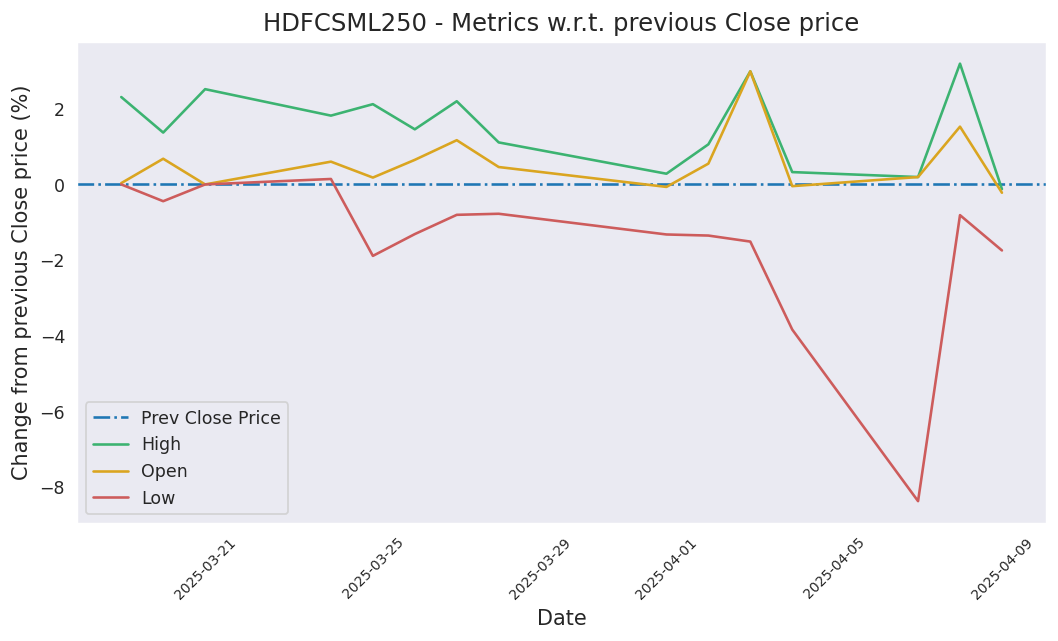 HDFCSML250 - Metrics w.r.t. previous Close price
Change from previous Close price (%)
2
0
−2
−4
−6
−8
Prev Close Price
High
Open
Low
2025-03-21
2025-03-25
2025-03-29
2025-04-01
2025-04-05
2025-04-09
Date